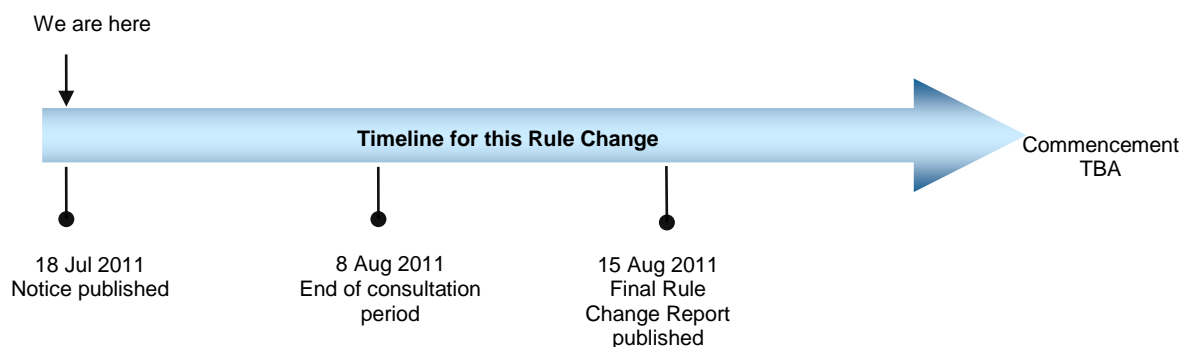 We are here
Timeline for this Rule Change
Commencement
TBA
18 Jul 2011
Notice published
8 Aug 2011
End of consultation
period
15 Aug 2011
Final Rule
Change Report
published